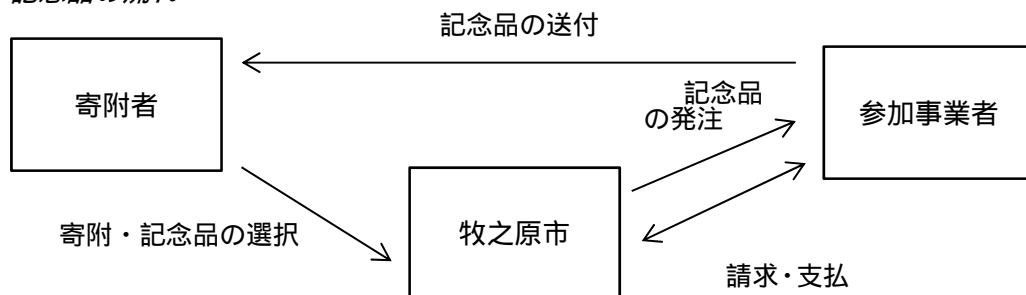 記念品の流れ
記念品の送付
寄附者
記念品
の発注
参加事業者
寄附・記念品の選択
牧之原市
請求・支払